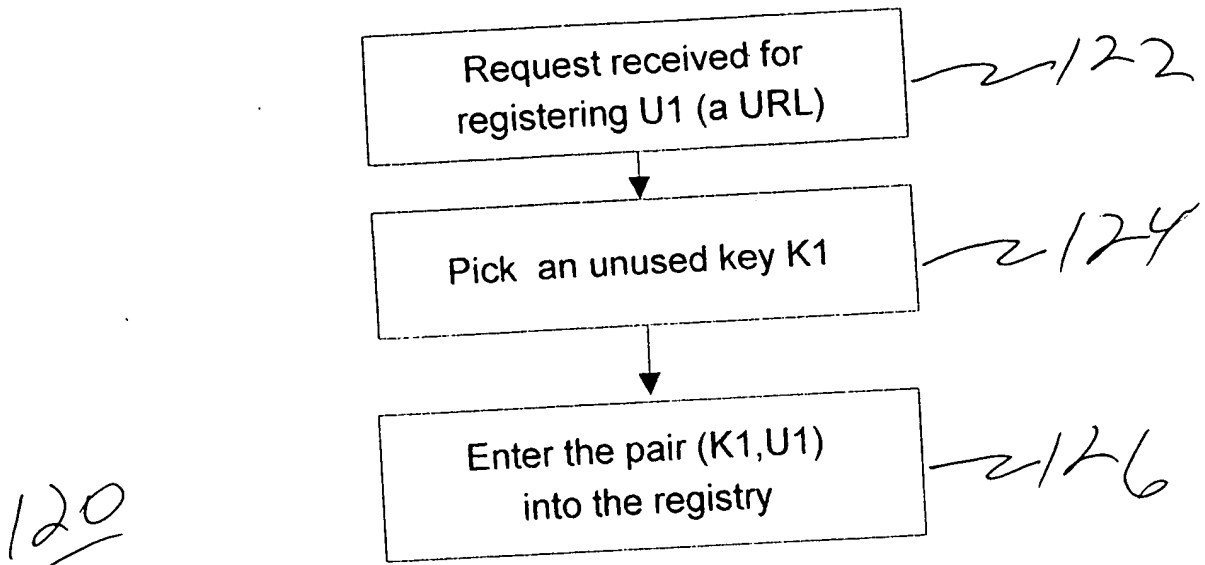 Request received for
registering U1 (a URL)
122
Pick an unused key K1
124
Enter the pair (K1,U1)
into the registry
126
120